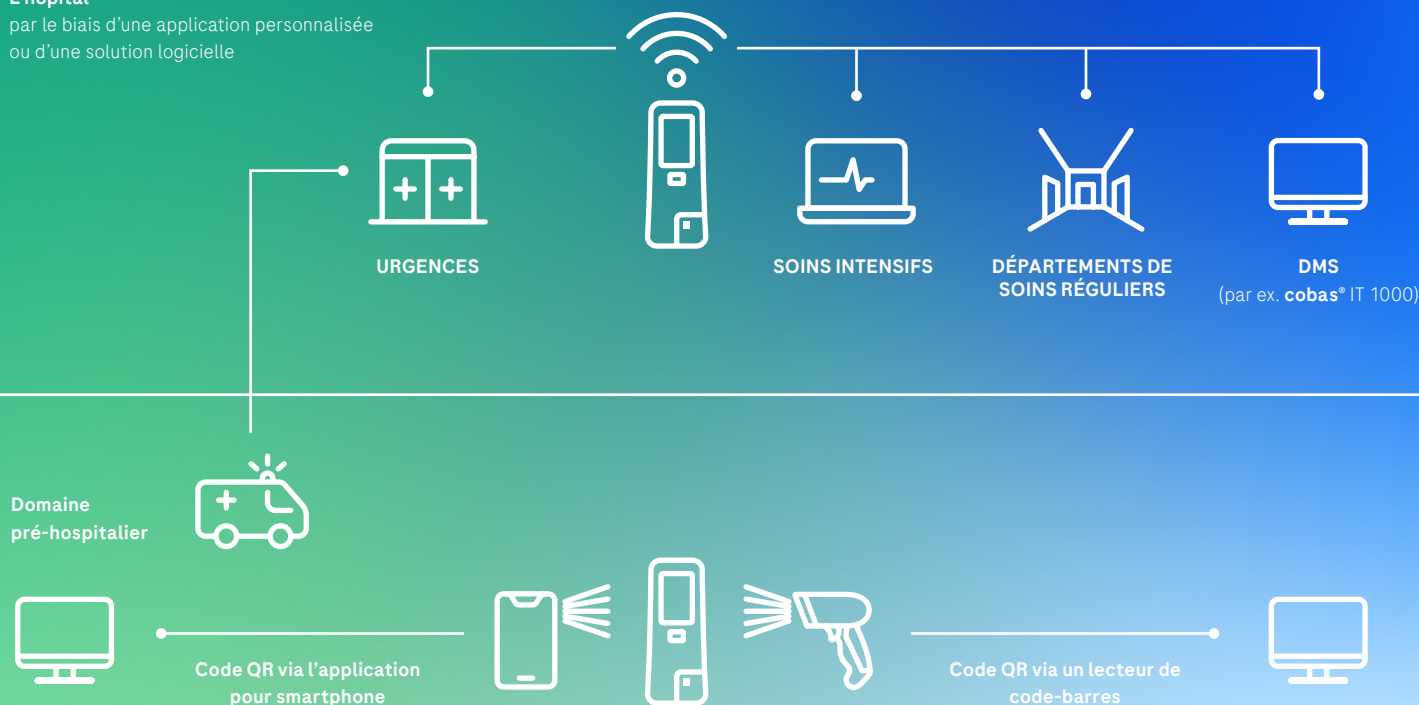 L'hôpital
par le biais d’une application personnalisée
ou d’une solution logicielle
URGENCES
SOINS INTENSIFS
DÉPARTEMENTS DE
SOINS RÉGULIERS
DMS
(par ex. cobas® IT 1000)
Domaine
pré-hospitalier
Code QR via l’application
pour smartphone
Code QR via un lecteur de
code-barres